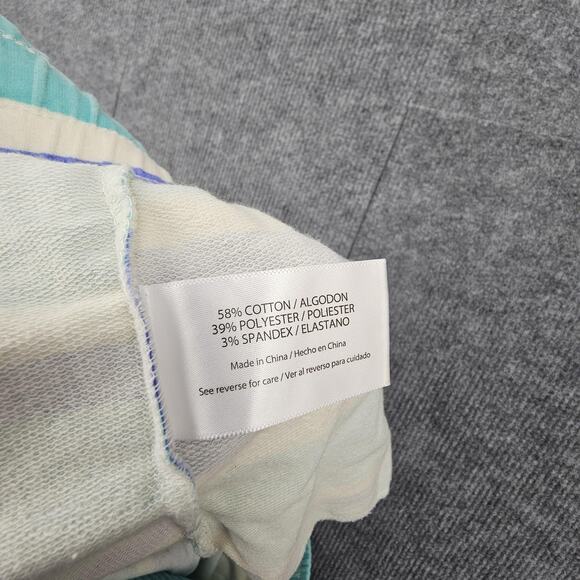 58% COTTON / ALGODON
39% POLYESTER / POLIESTER
3% SPANDEX / ELASTANO
Made in China / Hecho en China
See reverse for care / Ver al reverso para cuidado